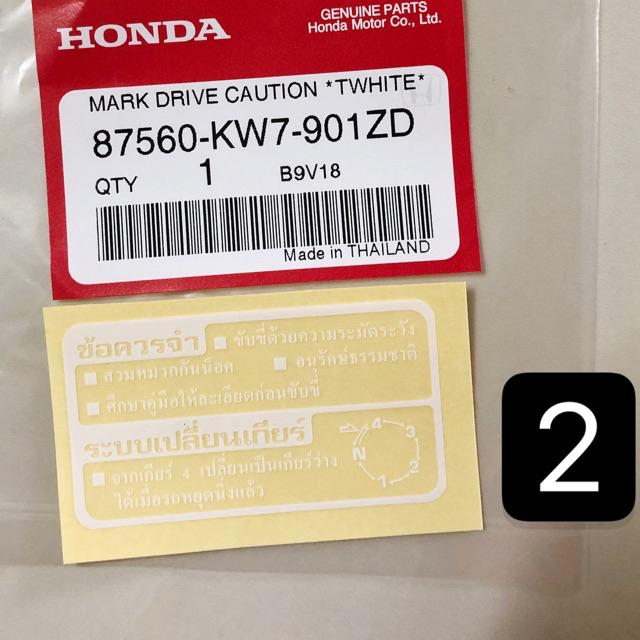 HONDA
GENUINE PARTS
Honda Motor Co., Ltd.
MARK DRIVE CAUTION *TWHITE*
87560-KW7-901ZD
QTY 1 B9V18
Made in THAILAND
ข้อควรจำ
ขับขี่ด้วยความระมัดระวัง
สวมหมวกกันน็อค
อนุรักษ์ธรรมชาติ
ศึกษาคู่มือให้ละเอียดก่อนขับขี่
ระบบเปลี่ยนเกียร์
จากเกียร์ 4 เปลี่ยนเป็นเกียร์ว่าง
ได้เมื่อรถหยุดนิ่งแล้ว
N 1 2 3 4
2